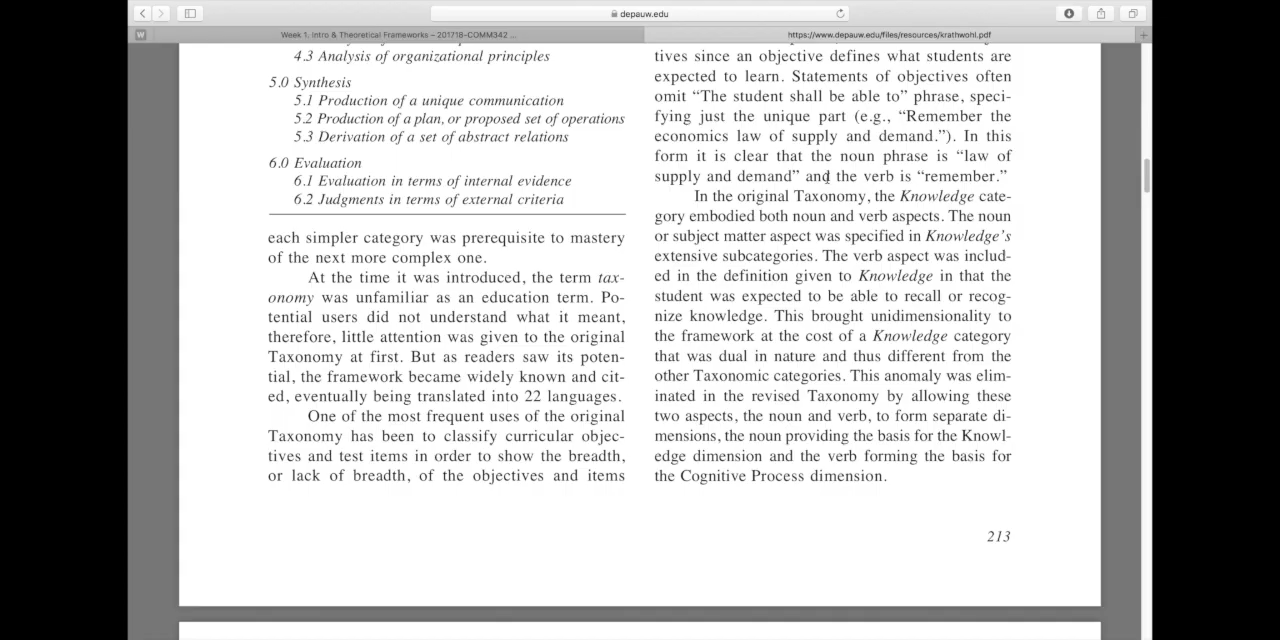 depauw.edu
W
Week 1. Intro & Theoretical Frameworks – 201718-COMM342 ...
https://www.depauw.edu/files/resources/krathwohl.pdf
4.3 Analysis of organizational principles
5.0 Synthesis
5.1 Production of a unique communication
5.2 Production of a plan, or proposed set of operations
5.3 Derivation of a set of abstract relations
6.0 Evaluation
6.1 Evaluation in terms of internal evidence
6.2 Judgments in terms of external criteria
each simpler category was prerequisite to mastery
of the next more complex one.
At the time it was introduced, the term tax-
onomy was unfamiliar as an education term. Po-
tential users did not understand what it meant,
therefore, little attention was given to the original
Taxonomy at first. But as readers saw its poten-
tial, the framework became widely known and cit-
ed, eventually being translated into 22 languages.
One of the most frequent uses of the original
Taxonomy has been to classify curricular objec-
tives and test items in order to show the breadth,
or lack of breadth, of the objectives and items
tives since an objective defines what students are
expected to learn. Statements of objectives often
omit “The student shall be able to” phrase, speci-
fying just the unique part (e.g., “Remember the
economics law of supply and demand.”). In this
form it is clear that the noun phrase is “law of
supply and demand” and the verb is “remember.”
In the original Taxonomy, the Knowledge cate-
gory embodied both noun and verb aspects. The noun
or subject matter aspect was specified in Knowledge’s
extensive subcategories. The verb aspect was includ-
ed in the definition given to Knowledge in that the
student was expected to be able to recall or recog-
nize knowledge. This brought unidimensionality to
the framework at the cost of a Knowledge category
that was dual in nature and thus different from the
other Taxonomic categories. This anomaly was elim-
inated in the revised Taxonomy by allowing these
two aspects, the noun and verb, to form separate di-
mensions, the noun providing the basis for the Knowl-
edge dimension and the verb forming the basis for
the Cognitive Process dimension.
213